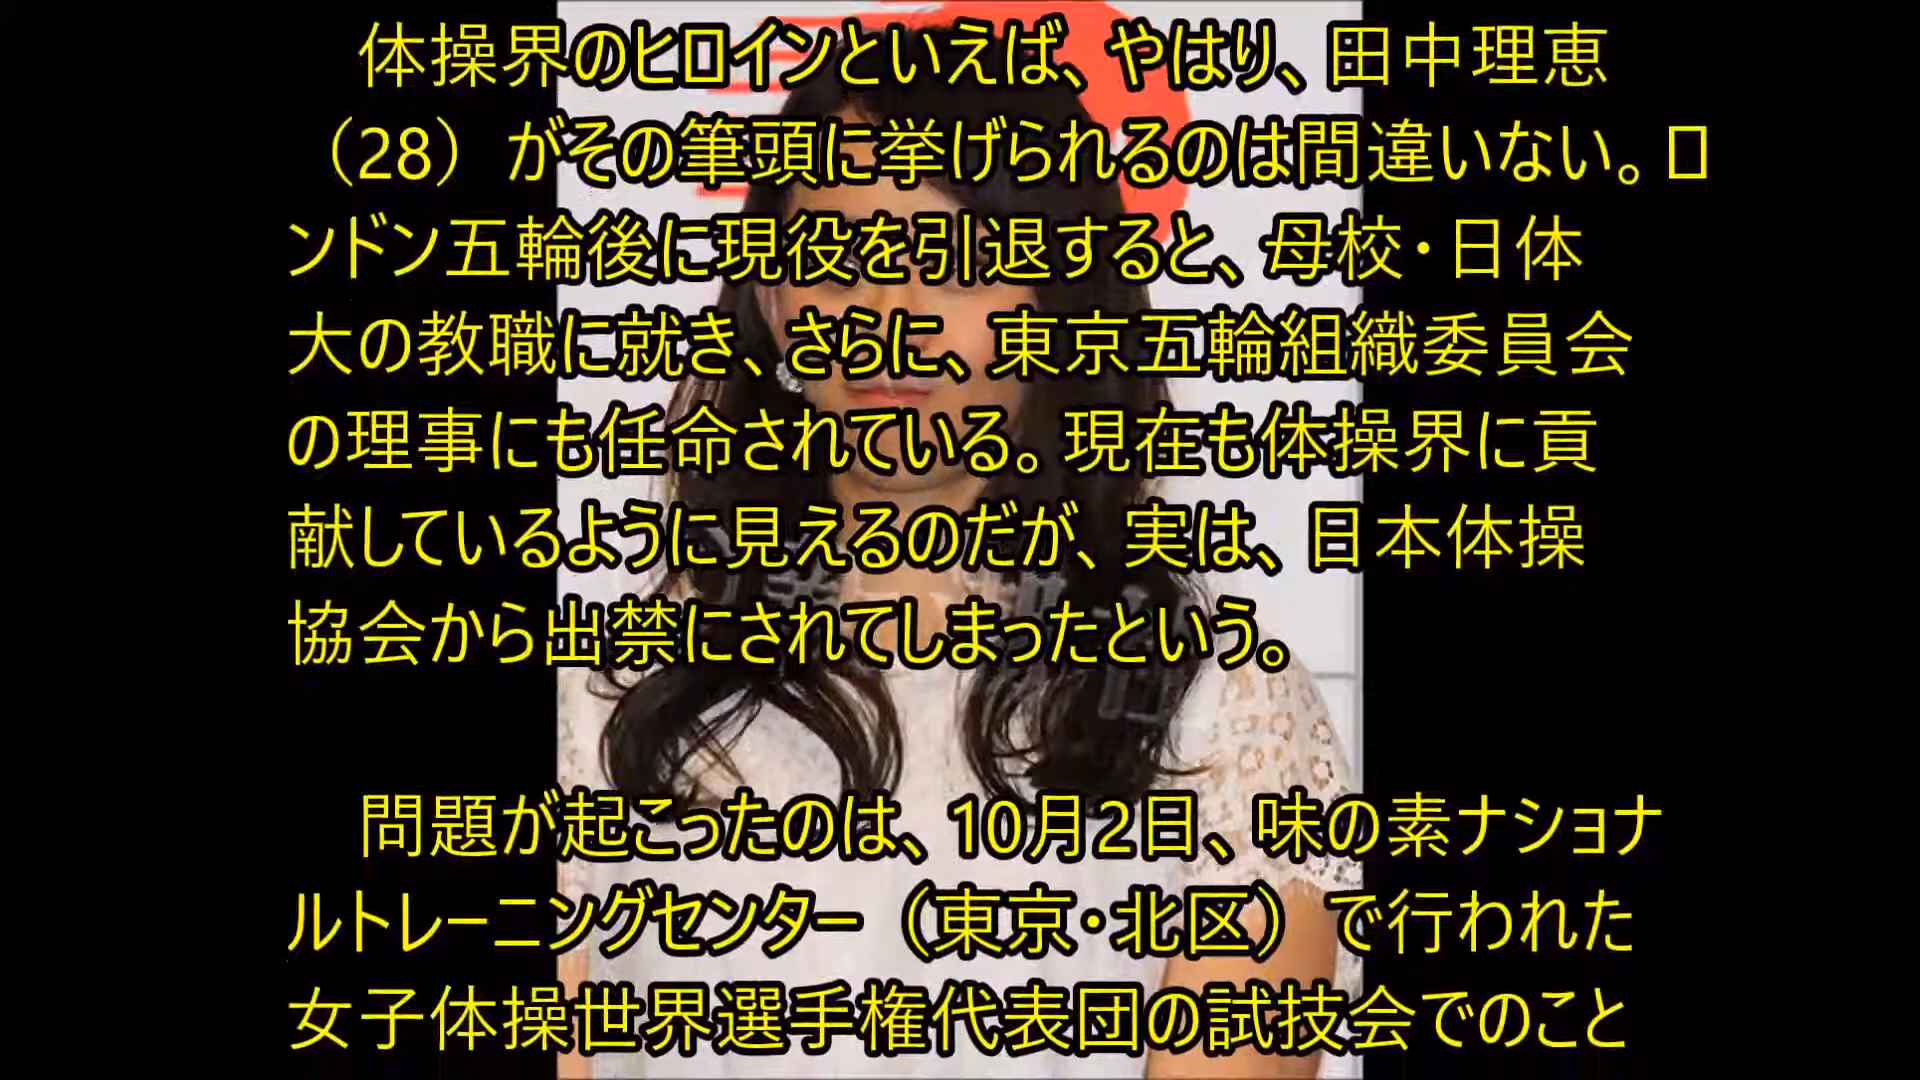 体操界のヒロインといえば、やはり、田中理恵
（28）がその筆頭に挙げられるのは間違いない。ロ
ンドン五輪後に現役を引退すると、母校・日体
大の教職に就き、さらに、東京五輪組織委員会
の理事にも任命されている。現在も体操界に貢
献しているように見えるのだが、実は、日本体操
協会から出禁にされてしまったという。
問題が起こったのは、10月2日、味の素ナショナ
ルトレーニングセンター（東京・北区）で行われた
女子体操世界選手権代表団の試技会でのこと